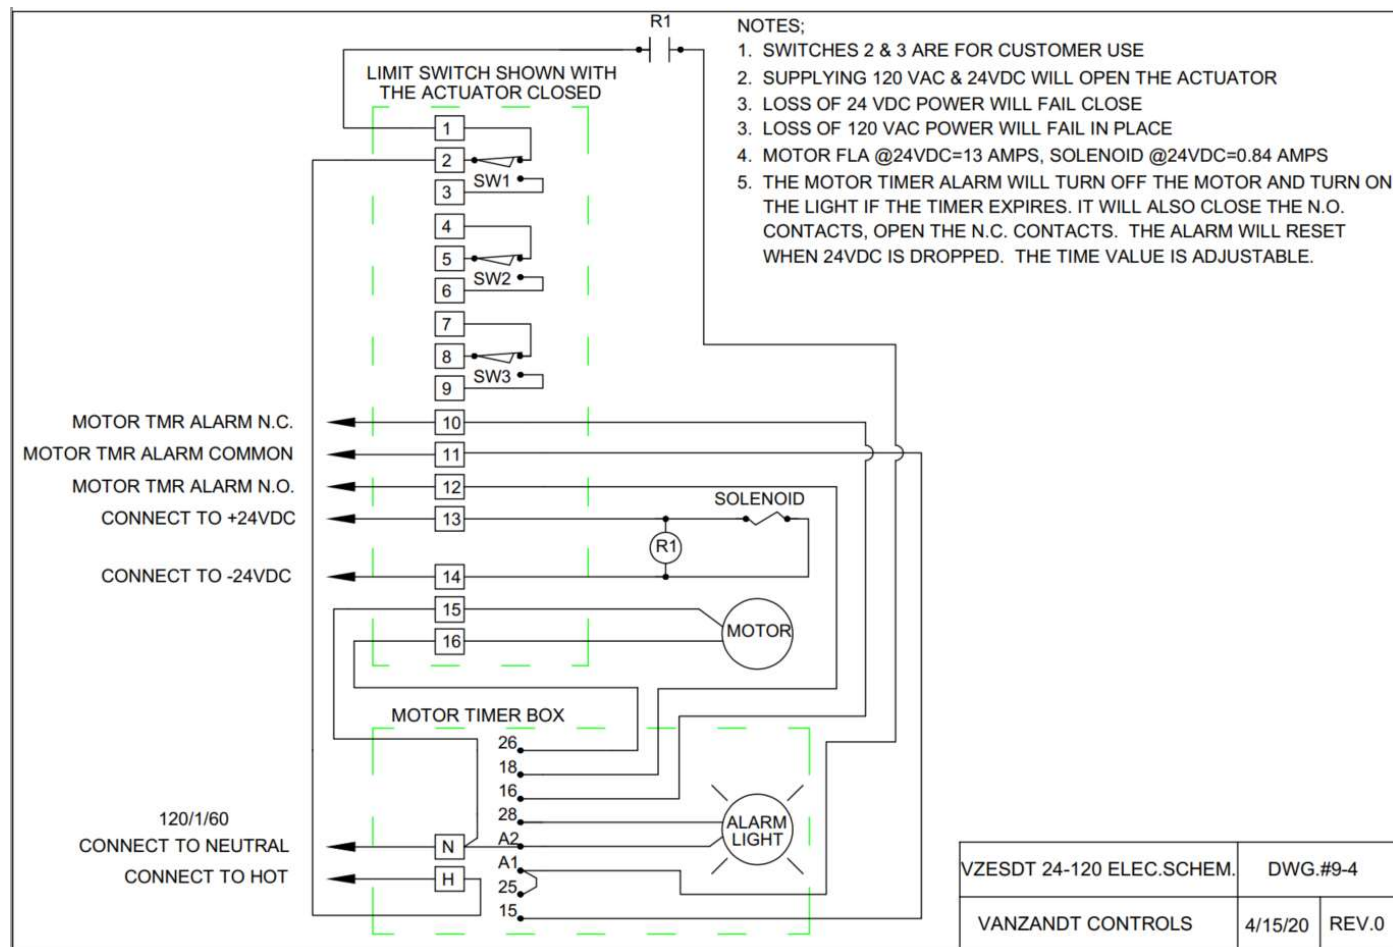 R1
NOTES;
1. SWITCHES 2 & 3 ARE FOR CUSTOMER USE
2. SUPPLYING 120 VAC & 24VDC WILL OPEN THE ACTUATOR
3. LOSS OF 24 VDC POWER WILL FAIL CLOSE
3. LOSS OF 120 VAC POWER WILL FAIL IN PLACE
4. MOTOR FLA @24VDC=13 AMPS, SOLENOID @24VDC=0.84 AMPS
5. THE MOTOR TIMER ALARM WILL TURN OFF THE MOTOR AND TURN ON
THE LIGHT IF THE TIMER EXPIRES. IT WILL ALSO CLOSE THE N.O.
CONTACTS, OPEN THE N.C. CONTACTS. THE ALARM WILL RESET
WHEN 24VDC IS DROPPED. THE TIME VALUE IS ADJUSTABLE.
LIMIT SWITCH SHOWN WITH
THE ACTUATOR CLOSED
1
2
SW1
3
4
5
SW2
6
7
8
SW3
9
MOTOR TMR ALARM N.C.
10
MOTOR TMR ALARM COMMON
11
MOTOR TMR ALARM N.O.
12
CONNECT TO +24VDC
13
SOLENOID
R1
CONNECT TO -24VDC
14
15
16
MOTOR
MOTOR TIMER BOX
26
18
16
28
A2
A1
25
15
ALARM
LIGHT
120/1/60
CONNECT TO NEUTRAL
N
CONNECT TO HOT
H
VZESDT 24-120 ELEC.SCHEM. DWG.#9-4
VANZANDT CONTROLS 4/15/20 REV.0